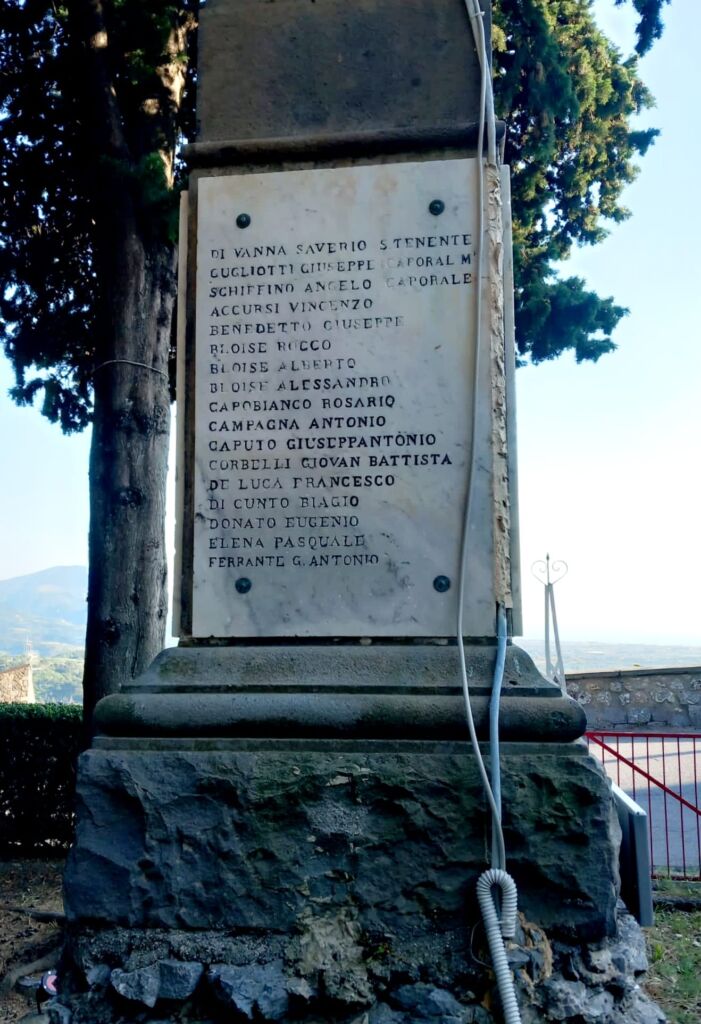 DI VANNA SAVERIO S TENENTE
GUGLIOTTI GIUSEPPE CAPORAL M
SCHIFFINO ANGELO CAPORALE
ACCURSI VINCENZO
BENEDETTO GIUSEPPE
BLOISE ROCCO
BLOISE ALBERTO
BLOISE ALESSANDRO
CAPOBIANCO ROSARIO
CAMPAGNA ANTONIO
CAPUTO GIUSEPPANTONIO
CORBELLI GIOVAN BATTISTA
DE LUCA FRANCESCO
DI CUNTO BIAGIO
DONATO EUGENIO
ELENA PASQUALE
FERRANTE G. ANTONIO